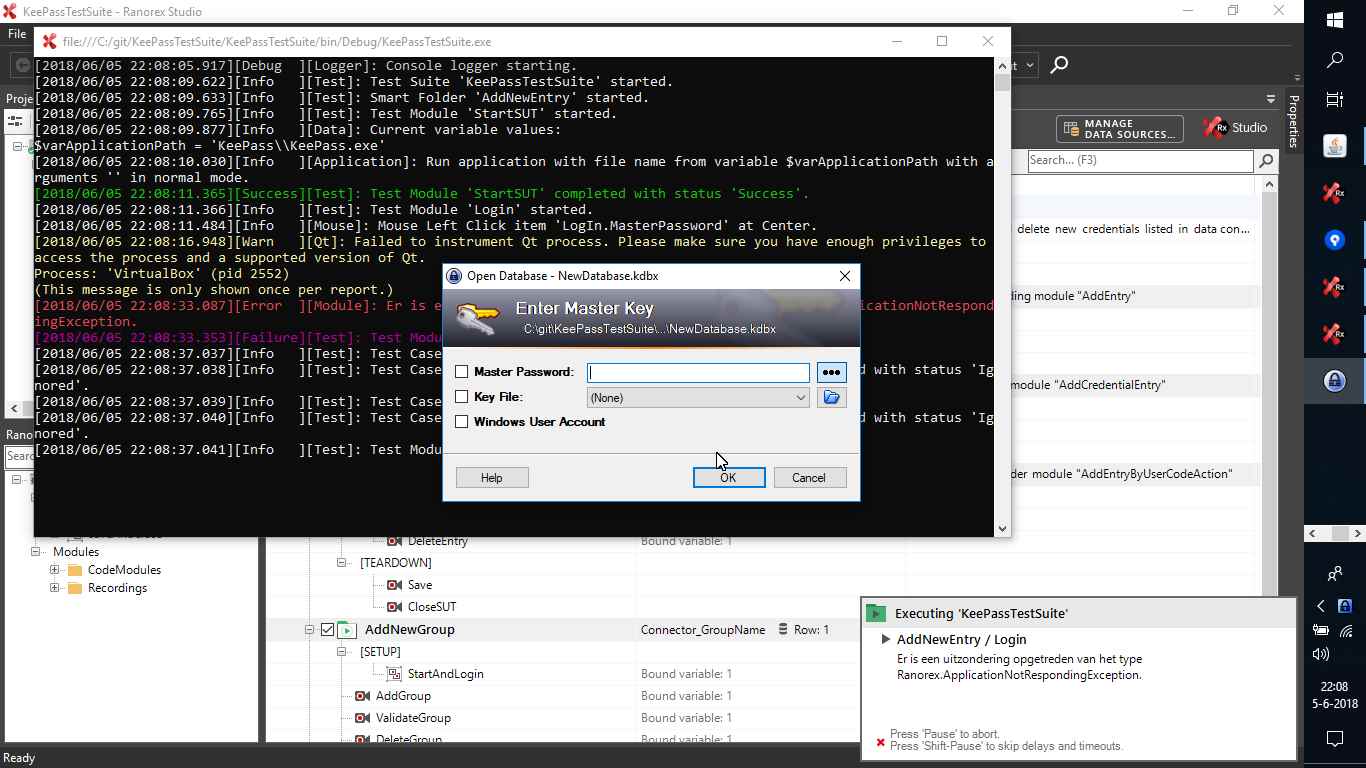 KeePassTestSuite - Ranorex Studio
File
file:///C:/git/KeePassTestSuite/KeePassTestSuite/bin/Debug/KeePassTestSuite.exe
[2018/06/05 22:08:05.917][Debug  ][Logger]: Console logger starting.
[2018/06/05 22:08:09.622][Info   ][Test]: Test Suite 'KeePassTestSuite' started.
[2018/06/05 22:08:09.633][Info   ][Test]: Smart Folder 'AddNewEntry' started.
[2018/06/05 22:08:09.765][Info   ][Test]: Test Module 'StartSUT' started.
[2018/06/05 22:08:09.877][Info   ][Data]: Current variable values:
$varApplicationPath = 'KeePass\\KeePass.exe'
[2018/06/05 22:08:10.030][Info   ][Application]: Run application with file name from variable $varApplicationPath with a
rguments '' in normal mode.
[2018/06/05 22:08:11.365][Success][Test]: Test Module 'StartSUT' completed with status 'Success'.
[2018/06/05 22:08:11.366][Info   ][Test]: Test Module 'Login' started.
[2018/06/05 22:08:11.484][Info   ][Mouse]: Mouse Left Click item 'LogIn.MasterPassword' at Center.
[2018/06/05 22:08:16.948][Warn   ][Qt]: Failed to instrument Qt process. Please make sure you have enough privileges to
access the process and a supported version of Qt.
Process: 'VirtualBox' (pid 2552)
(This message is only shown once per report.)
[2018/06/05 22:08:33.087][Error  ][Module]: Er is e
icationNotRespond
ingException.
[2018/06/05 22:08:33.353][Failure][Test]: Test Modu
[2018/06/05 22:08:37.037][Info   ][Test]: Test Case
[2018/06/05 22:08:37.038][Info   ][Test]: Test Case
d with status 'Ig
nored'.
[2018/06/05 22:08:37.039][Info   ][Test]: Test Case
[2018/06/05 22:08:37.040][Info   ][Test]: Test Case
d with status 'Ig
nored'.
[2018/06/05 22:08:37.041][Info   ][Test]: Test Modu
Open Database - NewDatabase.kdbx
Enter Master Key
C:\git\KeePassTestSuite\...\NewDatabase.kdbx
Master Password:
Key File:
(None)
Windows User Account
Help
OK
Cancel
Proje
Rano
Searc
Modules
CodeModules
Recordings
Ready
MANAGE
DATA SOURCES...
Rx Studio
Properties
Search... (F3)
delete new credentials listed in data con...
ding module "AddEntry"
module "AddCredentialEntry"
der module "AddEntryByUserCodeAction"
DeleteEntry
Bound variable: 1
[TEARDOWN]
Save
CloseSUT
AddNewGroup
Connector_GroupName
Row: 1
[SETUP]
StartAndLogin
Bound variable: 1
AddGroup
Bound variable: 1
ValidateGroup
Bound variable: 1
DeleteGroup
Bound variable: 1
Executing 'KeePassTestSuite'
AddNewEntry / Login
Er is een uitzondering opgetreden van het type
Ranorex.ApplicationNotRespondingException.
Press 'Pause' to abort.
Press 'Shift-Pause' to skip delays and timeouts.
22:08
5-6-2018